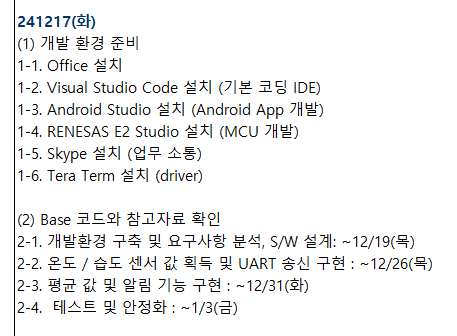 241217(화)
(1) 개발 환경 준비
1-1. Office 설치
1-2. Visual Studio Code 설치 (기본 코딩 IDE)
1-3. Android Studio 설치 (Android App 개발)
1-4. RENESAS E2 Studio 설치 (MCU 개발)
1-5. Skype 설치 (업무 소통)
1-6. Tera Term 설치 (driver)
(2) Base 코드와 참고자료 확인
2-1. 개발환경 구축 및 요구사항 분석, S/W 설계: ~12/19(목)
2-2. 온도 / 습도 센서 값 획득 및 UART 송신 구현 : ~12/26(목)
2-3. 평균 값 및 알림 기능 구현 : ~12/31(화)
2-4.  테스트 및 안정화 : ~1/3(금)